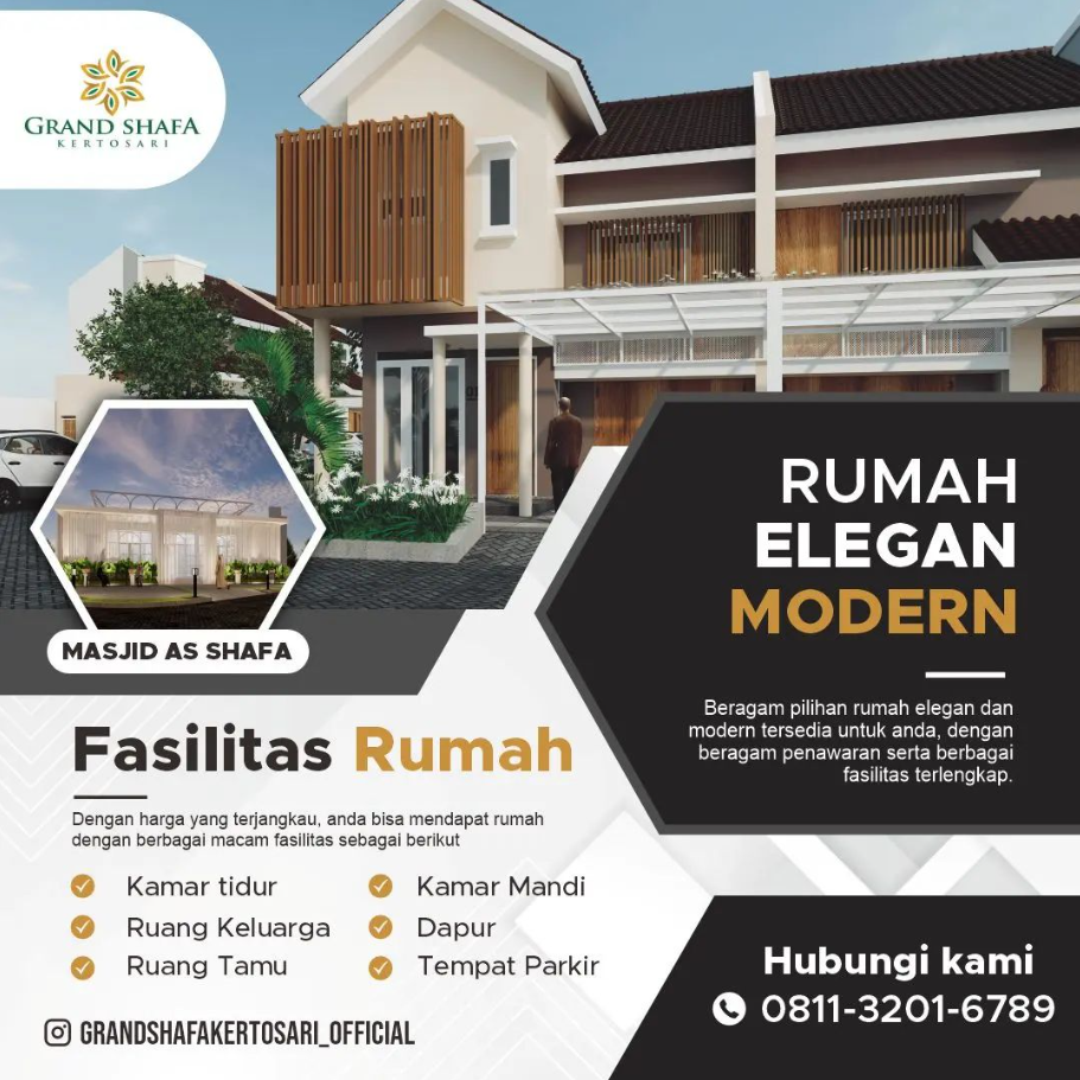 GRAND SHAFA
KERTOSARI
RUMAH
ELEGAN
MODERN
Beragam pilihan rumah elegan dan
modern tersedia untuk anda, dengan
beragam penawaran serta berbagai
fasilitas terlengkap.
MASJID AS SHAFA
Fasilitas Rumah
Dengan harga yang terjangkau, anda bisa mendapat rumah
dengan berbagai macam fasilitas sebagai berikut
Kamar tidur
Ruang Keluarga
Ruang Tamu
Kamar Mandi
Dapur
Tempat Parkir
GRANDSHAFAKERTOSARI_OFFICIAL
Hubungi kami
0811-3201-6789